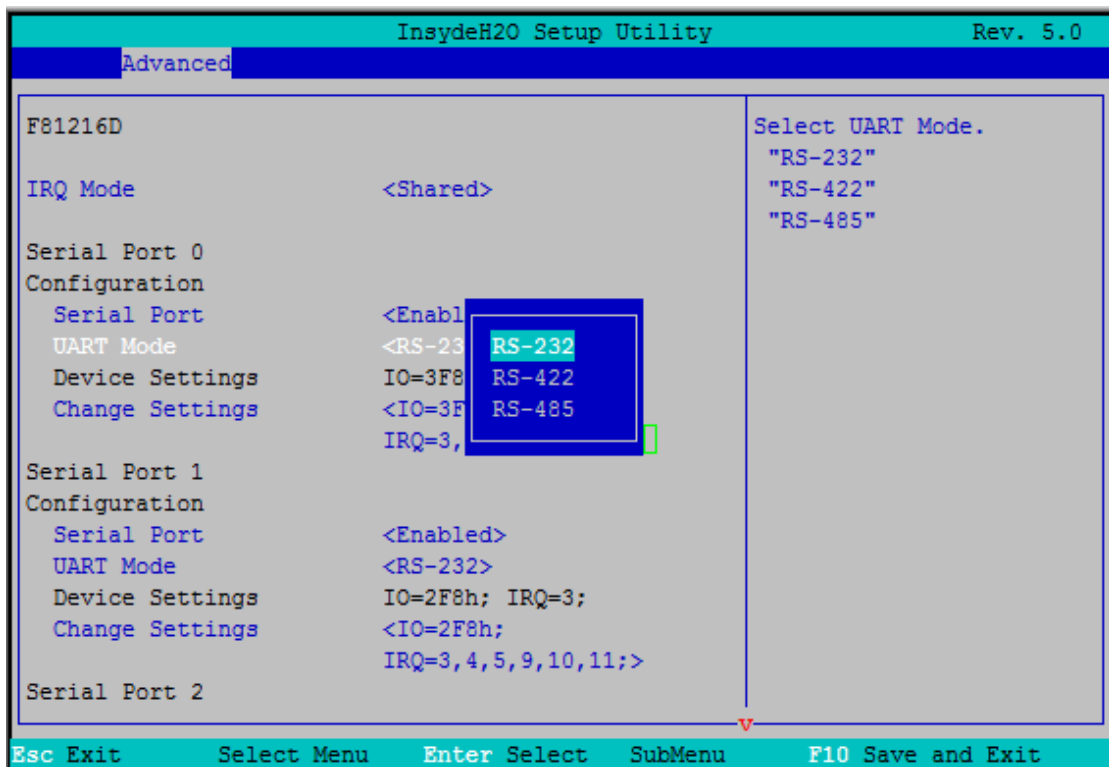 InsydeH20 Setup Utility Rev. 5.0
Advanced
F81216D
IRQ Mode <Shared>
Serial Port 0
Configuration
Serial Port <Enabl
UART Mode <RS-23
Device Settings IO=3F8
Change Settings <IO=3F
IRQ=3,
RS-232
RS-422
RS-485
Serial Port 1
Configuration
Serial Port <Enabled>
UART Mode <RS-232>
Device Settings IO=2F8h; IRQ=3;
Change Settings <IO=2F8h;
IRQ=3,4,5,9,10,11;>
Serial Port 2
Select UART Mode.
"RS-232"
"RS-422"
"RS-485"
v
Esc Exit Select Menu Enter Select SubMenu F10 Save and Exit